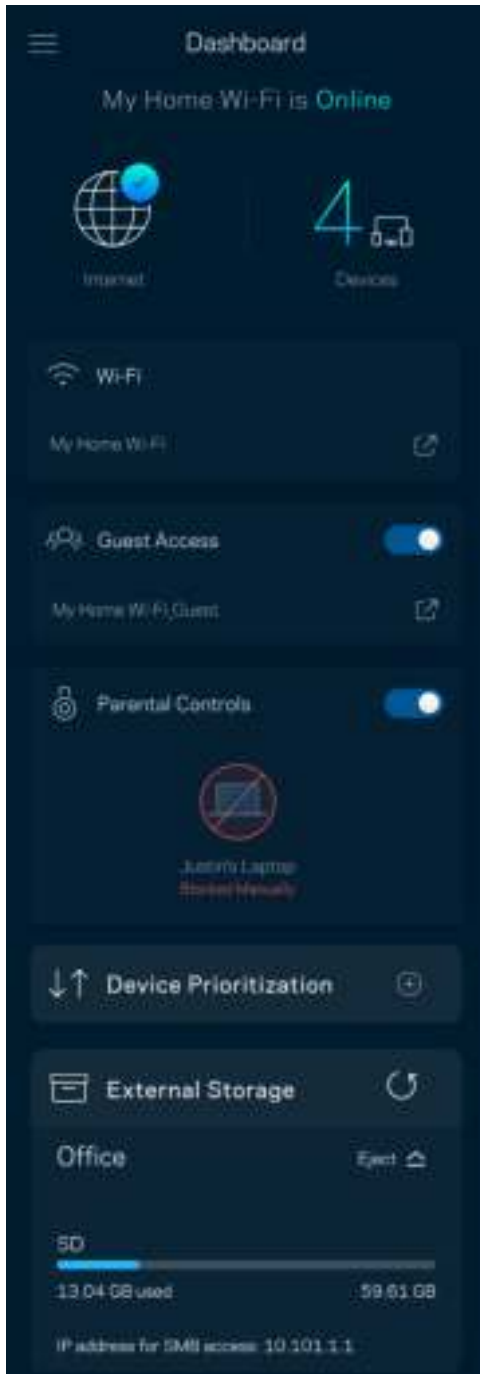 Dashboard
My Home Wi-Fi is Online
4
Internet
Devices
Wi-Fi
My Home Wi-Fi
Guest Access
My Home Wi-Fi_Guest
Parental Controls
Justin's Laptop
Blocked Manually
Device Prioritization
External Storage
Office
Eject
SD
13.04 GB used
59.61 GB
IP address for SMB access: 10.101.1.1